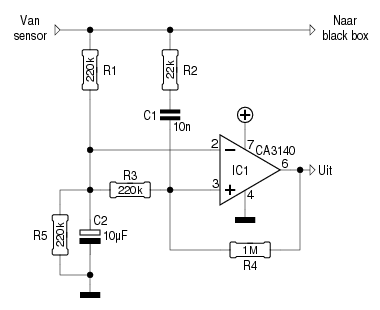 Van
sensor
Naar
black box
220k
R1
22k
R2
C1
10n
2
7
CA3140
6
Uit
IC1
R3
220k
3
4
C2
10µF
R5
220k
1M
R4